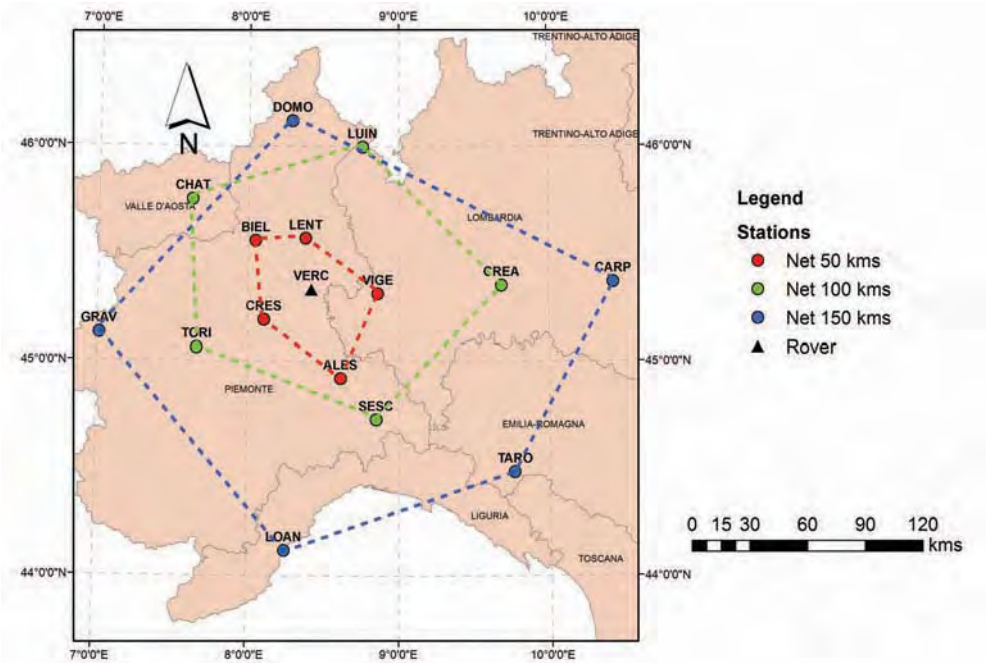 7°0'0"E 8°0'0"E 9°0'0"E 10°0'0"E
TRENTINO-ALTO ADIGE
DOMO
LUIN
46°0'0"N 46°0'0"N
TRENTINO-ALTO ADIGE
N
CHAT
VALLE D'AOSTA
LOMBARDIA
BIEL LENT
VERC
VIGE
CREA
CARP
CRES
GRAV
TORI
45°0'0"N 45°0'0"N
ALES
PIEMONTE
SESC
EMILIA-ROMAGNA
TARO
LIGURIA
LOAN
TOSCANA
44°0'0"N 44°0'0"N
7°0'0"E 8°0'0"E 9°0'0"E 10°0'0"E
Legend
Stations
Net 50 kms
Net 100 kms
Net 150 kms
Rover
0 15 30 60 90 120
kms